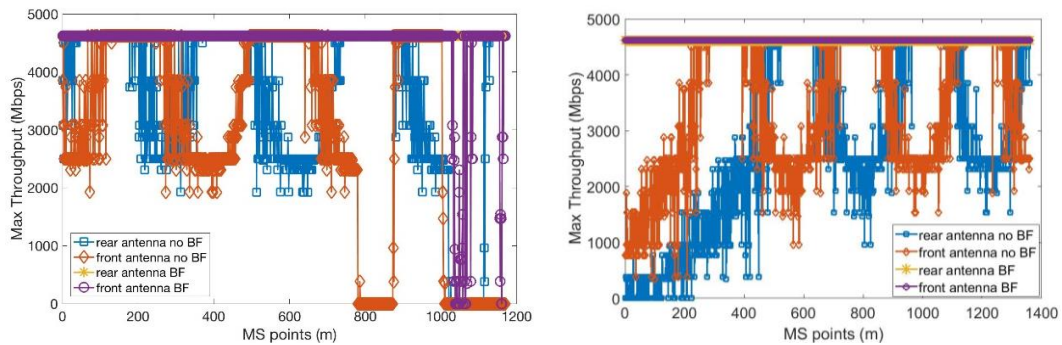 5000
4000
3000
2000
1000
0
Max Throughput (Mbps)
rear antenna no BF
front antenna no BF
rear antenna BF
front antenna BF
0 200 400 600 800 1000 1200
MS points (m)
5000
4000
3000
2000
1000
0
Max Throughput (Mbps)
rear antenna no BF
front antenna no BF
rear antenna BF
front antenna BF
0 200 400 600 800 1000 1200 1400
MS points (m)